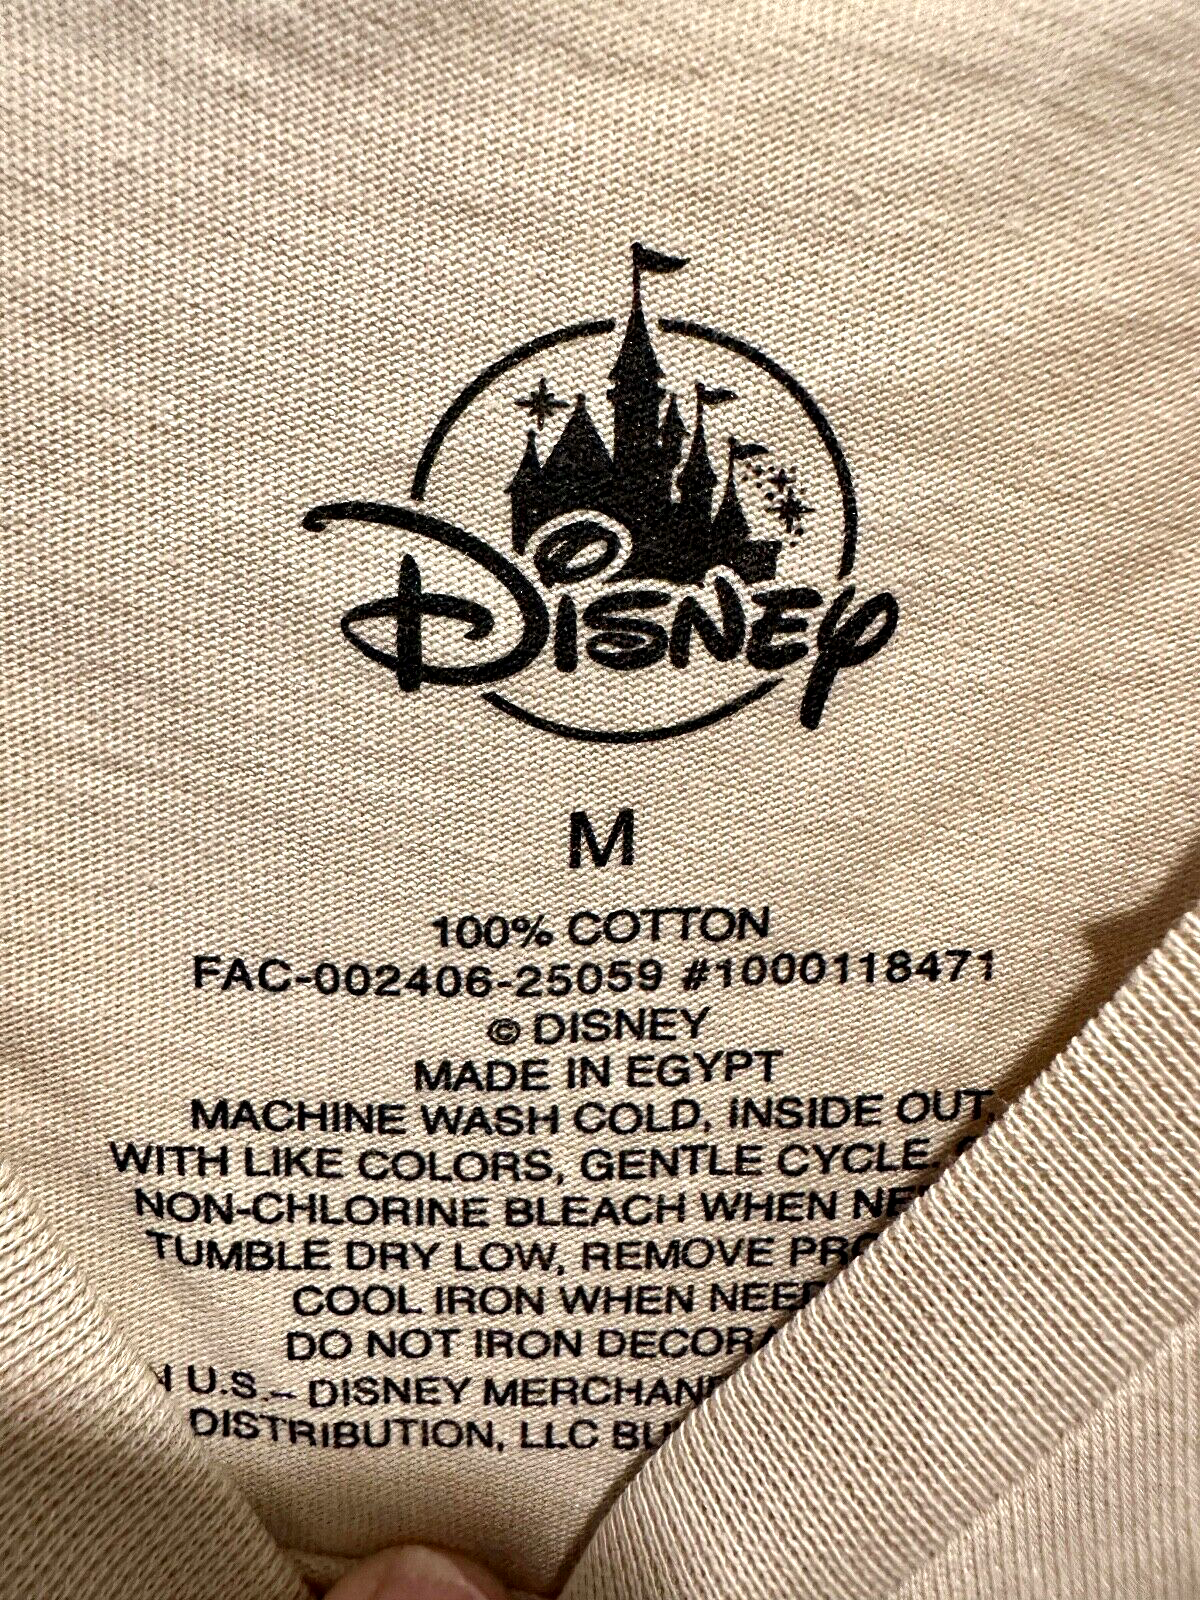 DISNEY
M
100% COTTON
FAC-002406-25059 #1000118471
© DISNEY
MADE IN EGYPT
MACHINE WASH COLD, INSIDE OUT,
WITH LIKE COLORS, GENTLE CYCLE.
NON-CHLORINE BLEACH WHEN
TUMBLE DRY LOW, REMOVE
COOL IRON WHEN
DO NOT IRON
U.S. – DISNEY
DISTRIBUTION, LLC